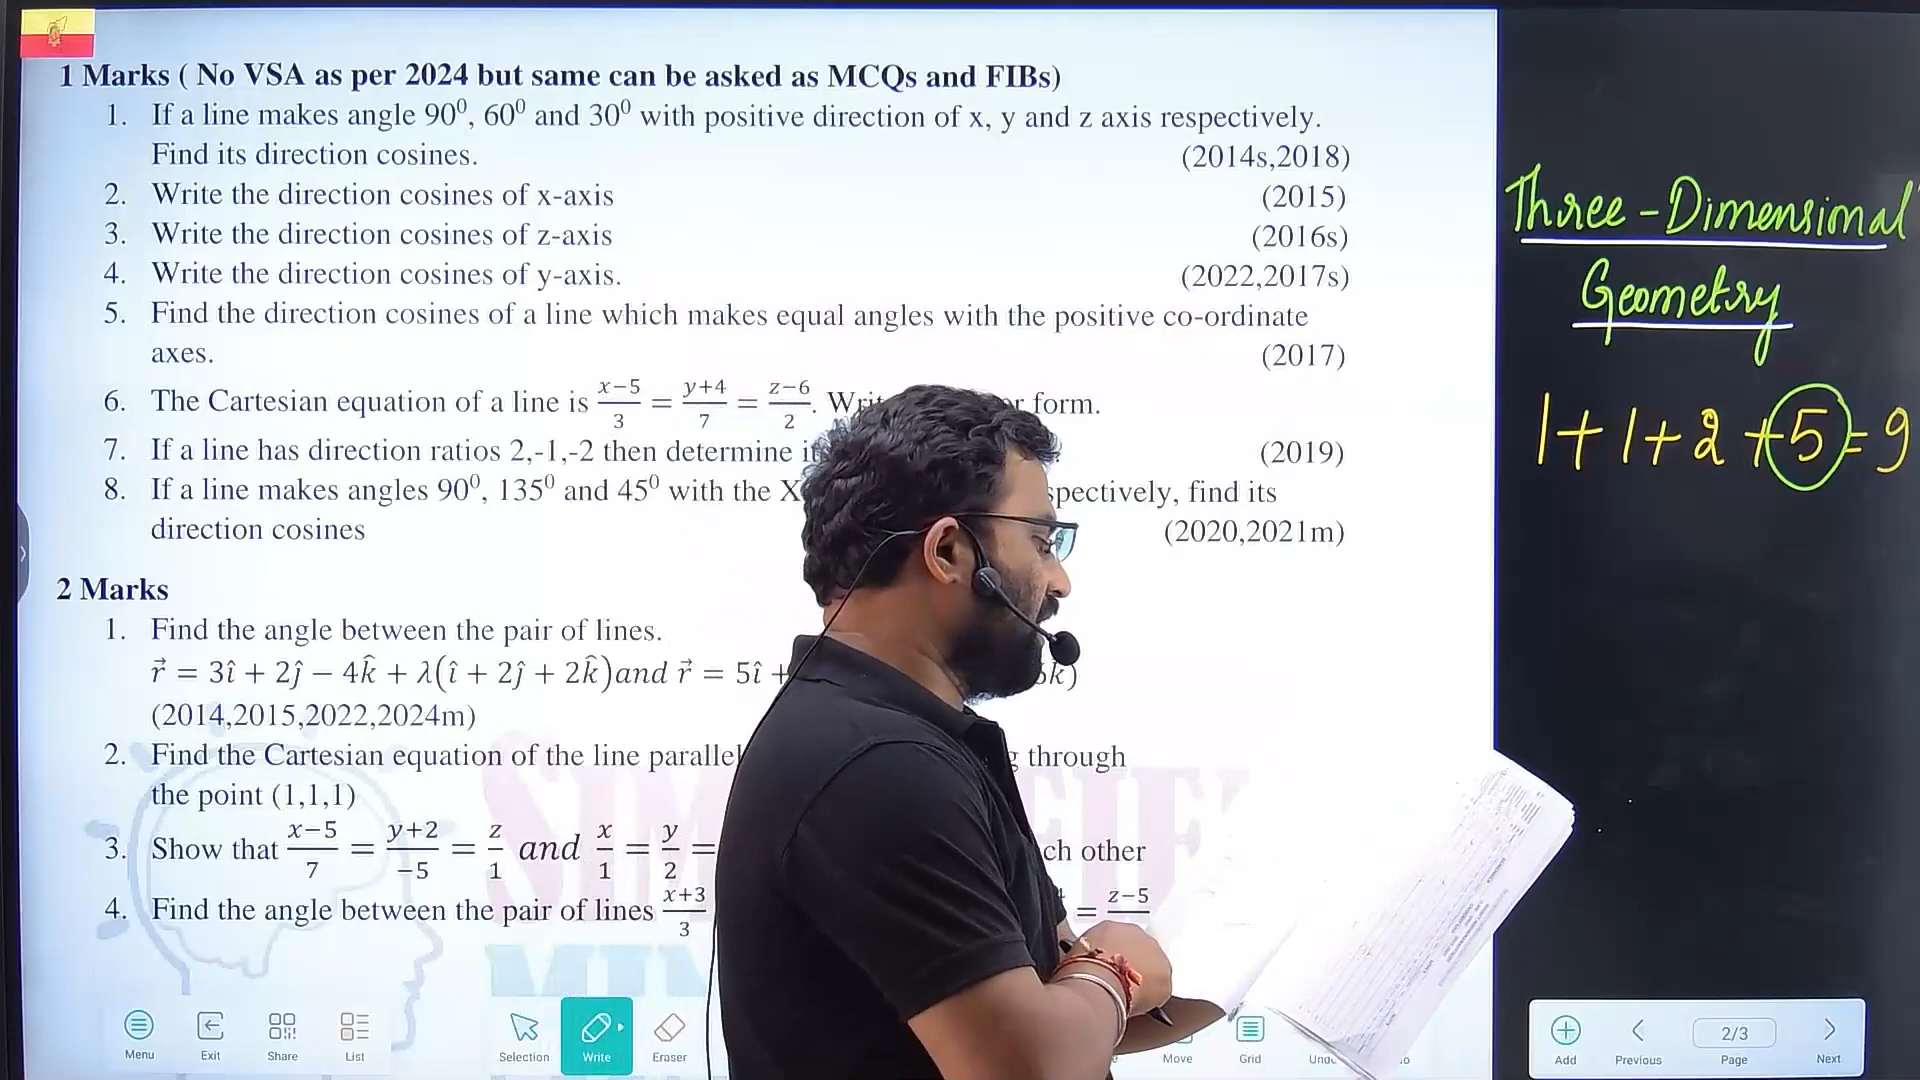 1 Marks ( No VSA as per 2024 but same can be asked as MCQs and FIBs)
1. If a line makes angle 90⁰, 60⁰ and 30⁰ with positive direction of x, y and z axis respectively.
Find its direction cosines. (2014s,2018)
2. Write the direction cosines of x-axis (2015)
3. Write the direction cosines of z-axis (2016s)
4. Write the direction cosines of y-axis. (2022,2017s)
5. Find the direction cosines of a line which makes equal angles with the positive co-ordinate
axes. (2017)
6. The Cartesian equation of a line is (x−5)/3 = (y+4)/7 = (z−6)/2. form.
7. If a line has direction ratios 2,-1,-2 then determine (2019)
8. If a line makes angles 90⁰, 135⁰ and 45⁰ with the X find its
direction cosines (2020,2021m)
2 Marks
1. Find the angle between the pair of lines.
r⃗ = 3î + 2ĵ − 4k̂ + λ(î + 2ĵ + 2k̂)and r⃗ = 5î +
(2014,2015,2022,2024m)
2. Find the Cartesian equation of the line through
the point (1,1,1)
3. Show that (x−5)/7 = (y+2)/−5 = z/1 and x/1 = y/2 = other
4. Find the angle between the pair of lines (x+3)/3 = z−5
Three-Dimensional
Geometry
1+1+2+5=9
Menu
Exit
Share
List
Selection
Write
Eraser
Move
Grid
Add
Previous
2/3
Page
Next